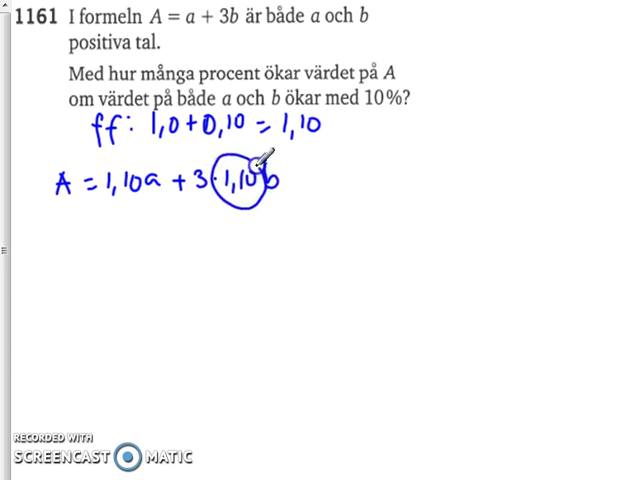 1161 I formeln A = a + 3b är både a och b
positiva tal.
Med hur många procent ökar värdet på A
om värdet på både a och b ökar med 10%?
ff: 1,0 + 0,10 = 1,10
A = 1,10a + 3·1,10b
RECORDED WITH
SCREENCAST MATIC